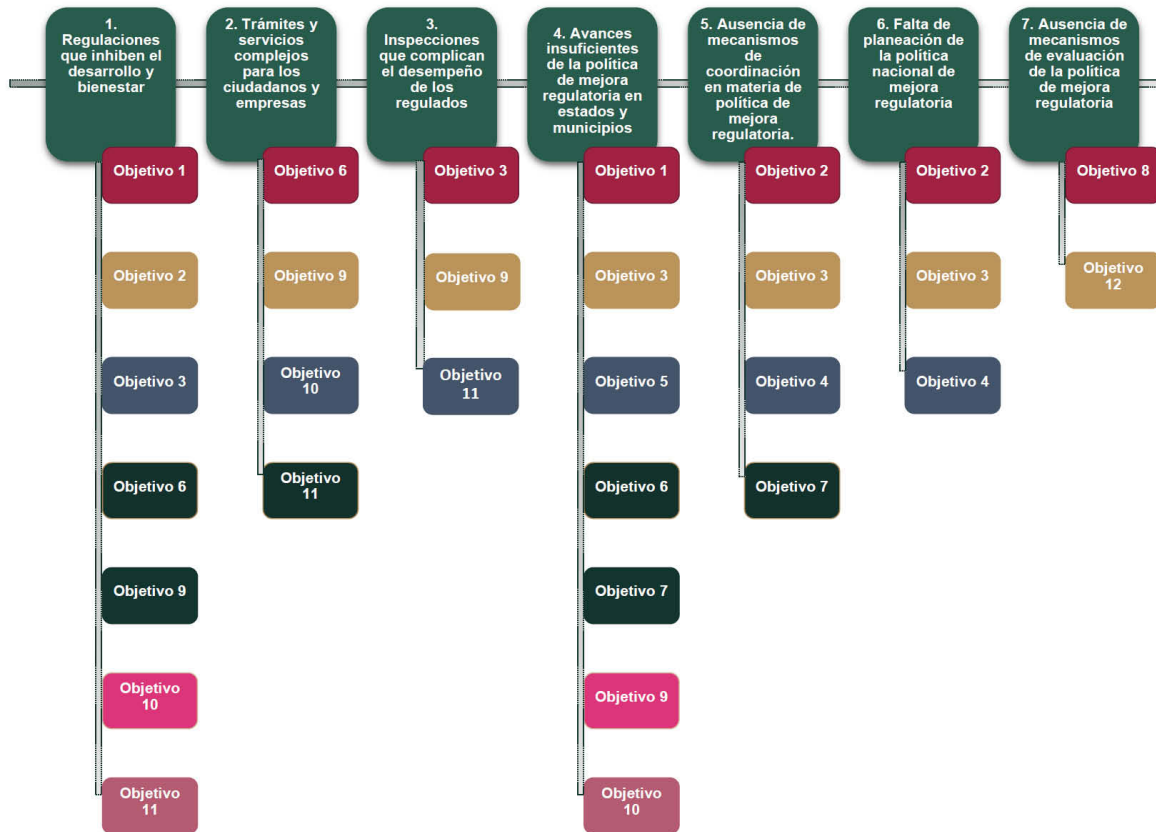 1.
Regulaciones
que inhiben el
desarrollo y
bienestar
Objetivo 1
Objetivo 2
Objetivo 3
Objetivo 6
Objetivo 9
Objetivo
10
Objetivo
11
2. Trámites y
servicios
complejos
para los
ciudadanos y
empresas
Objetivo 6
Objetivo 9
Objetivo
10
Objetivo
11
3.
Inspecciones
que complican
el desempeño
de los
regulados
Objetivo 3
Objetivo 9
Objetivo
11
4. Avances
insuficientes
de la política
de mejora
regulatoria en
estados y
municipios
Objetivo 1
Objetivo 3
Objetivo 5
Objetivo 6
Objetivo 7
Objetivo 9
Objetivo
10
5. Ausencia de
mecanismos
de
coordinación
en materia de
política de
mejora
regulatoria.
Objetivo 2
Objetivo 3
Objetivo 4
Objetivo 7
6. Falta de
planeación de
la política
nacional de
mejora
regulatoria
Objetivo 2
Objetivo 3
Objetivo 4
7. Ausencia de
mecanismos
de evaluación
de la política
de mejora
regulatoria
Objetivo 8
Objetivo
12